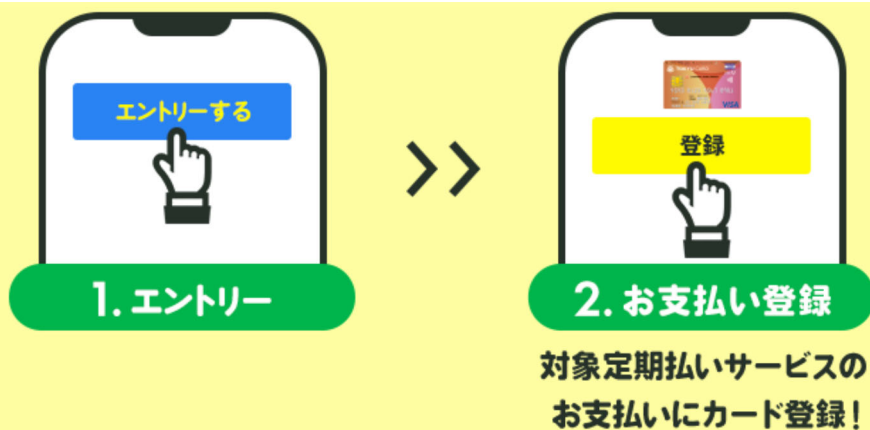 エントリーする
1. エントリー
VISA
登録
2. お支払い登録
対象定期払いサービスの
お支払いにカード登録！